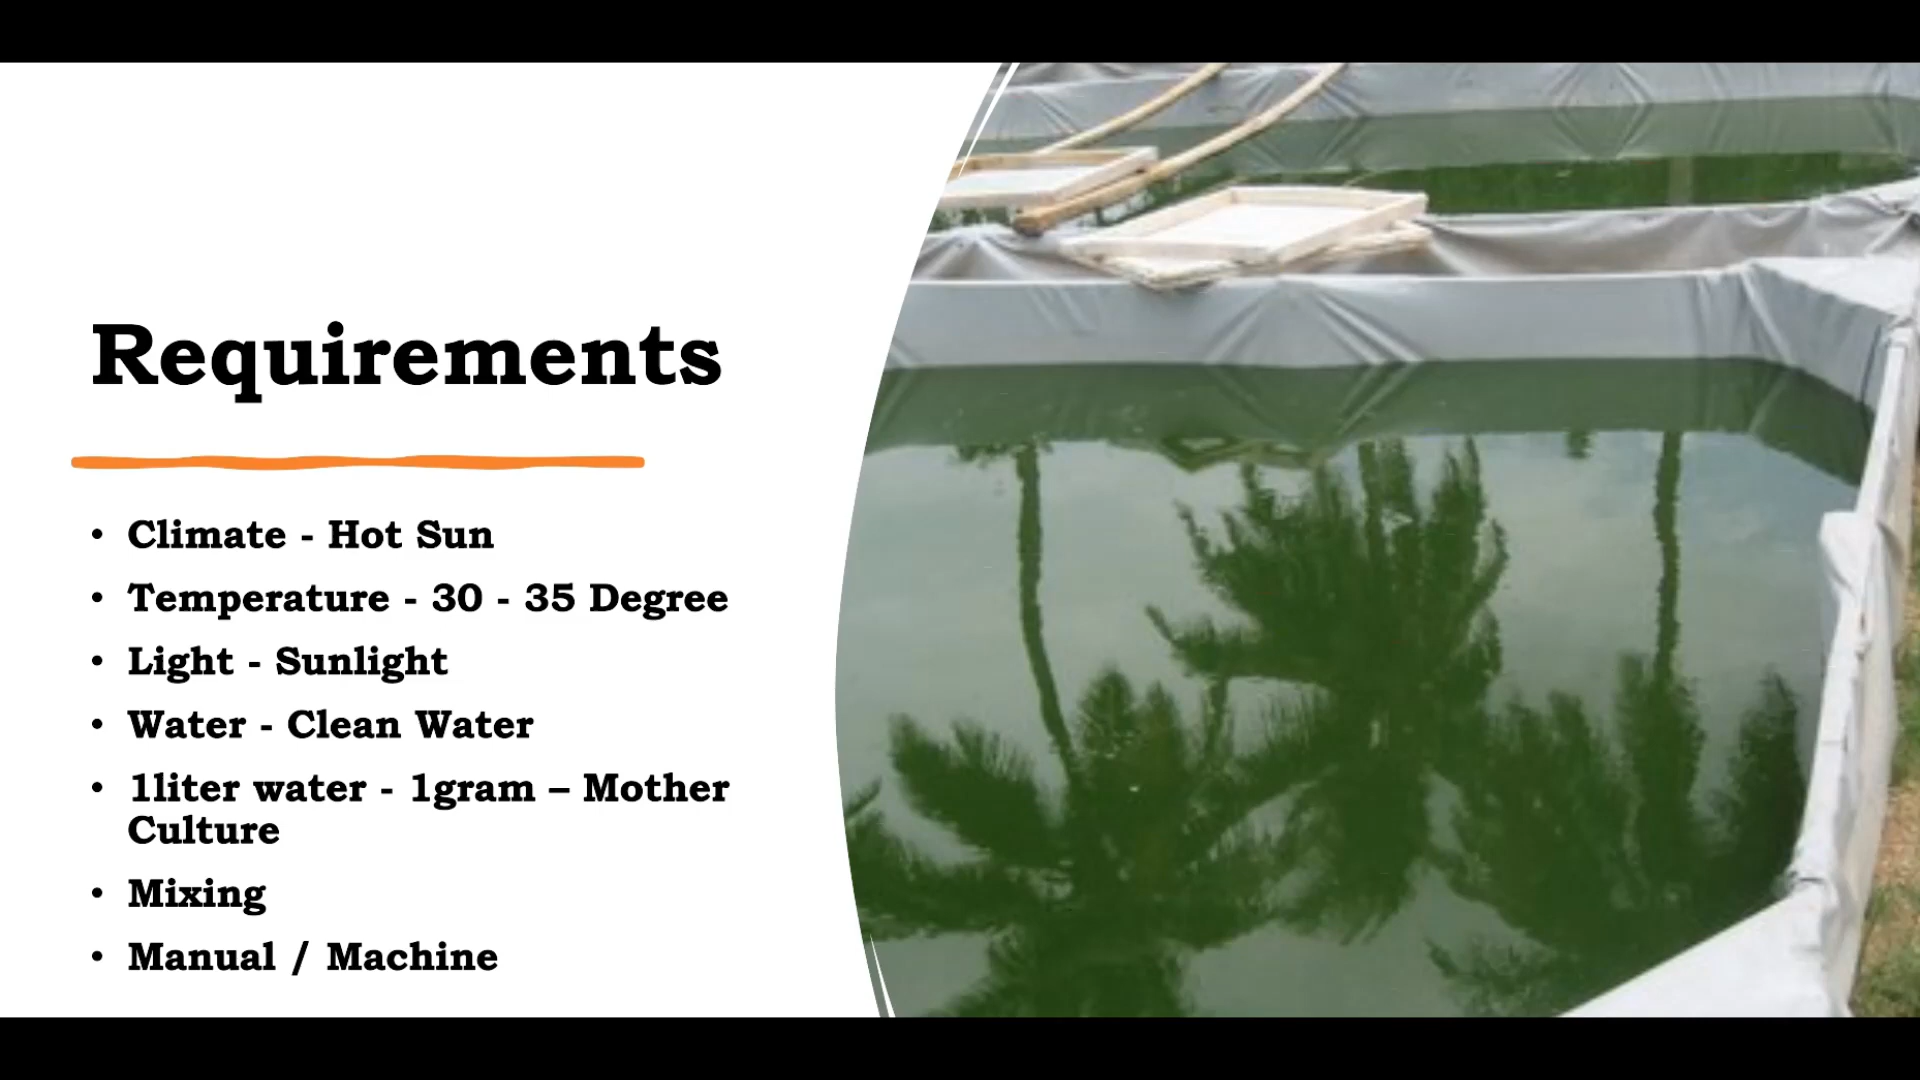 Requirements
• Climate - Hot Sun
• Temperature - 30 - 35 Degree
• Light - Sunlight
• Water - Clean Water
• 1liter water - 1gram – Mother
Culture
• Mixing
• Manual / Machine